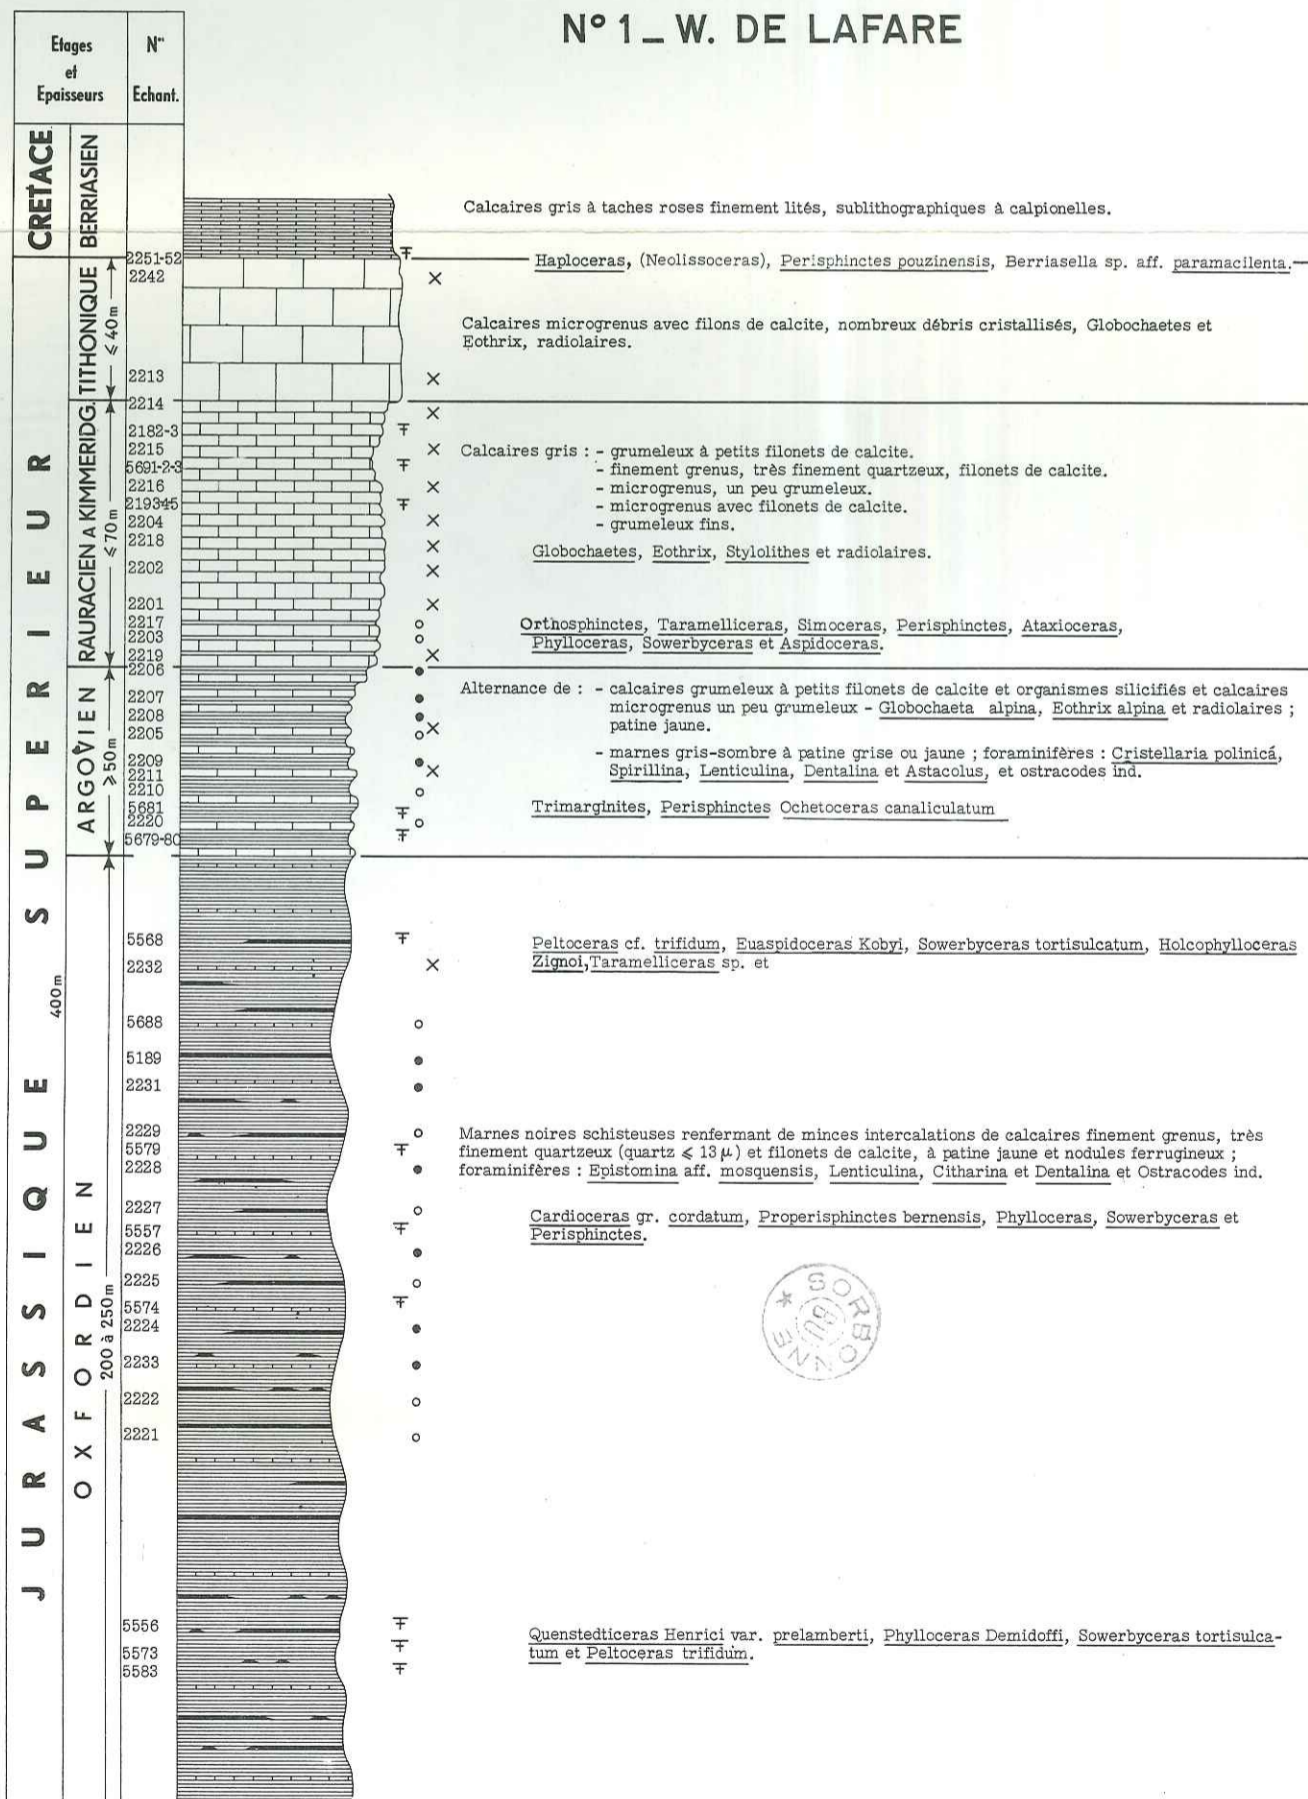 N° 1 _ W. DE LAFARE
Etages
et
Epaisseurs
N°s
Echant.
CRETACE
BERRIASIEN
JURASSIQUE SUPERIEUR
400m
TITHONIQUE
≤ 40m
RAURACIEN A KIMMERIDG.
≤ 70m
ARGOVIEN
≥ 50m
OXFORDIEN
200 à 250m
Calcaires gris à taches roses finement lités, sublithographiques à calpionelles.
2251-52
Haploceras, (Neolissoceras), Perisphinctes pouzinensis, Berriasella sp. aff. paramacilenta.
2242
Calcaires microgrenus avec filons de calcite, nombreux débris cristallisés, Globochaetes et
Eothrix, radiolaires.
2213
2214
2182-3
2215
Calcaires gris : - grumeleux à petits filonets de calcite.
5691-2-3
- finement grenus, très finement quartzeux, filonets de calcite.
2216
- microgrenus, un peu grumeleux.
219345
- microgrenus avec filonets de calcite.
2204
- grumeleux fins.
2218
Globochaetes, Eothrix, Stylolithes et radiolaires.
2202
2201
2217
Orthosphinctes, Taramelliceras, Simoceras, Perisphinctes, Ataxioceras,
2203
Phylloceras, Sowerbyceras et Aspidoceras.
2219
2206
2207
Alternance de : - calcaires grumeleux à petits filonets de calcite et organismes silicifiés et calcaires
2208
microgrenus un peu grumeleux - Globochaeta alpina, Eothrix alpina et radiolaires ;
2205
patine jaune.
2209
- marnes gris-sombre à patine grise ou jaune ; foraminifères : Cristellaria polinicá,
2211
Spirillina, Lenticulina, Dentalina et Astacolus, et ostracodes ind.
2210
5681
Trimarginites, Perisphinctes Ochetoceras canaliculatum
2220
5679-80
5568
Peltoceras cf. trifidum, Euaspidoceras Kobyi, Sowerbyceras tortisulcatum, Holcophylloceras
2232
Zignoi, Taramelliceras sp. et
5688
5189
2231
2229
Marnes noires schisteuses renfermant de minces intercalations de calcaires finement grenus, très
5579
finement quartzeux (quartz ≤ 13 μ) et filonets de calcite, à patine jaune et nodules ferrugineux ;
2228
foraminifères : Epistomina aff. mosquensis, Lenticulina, Citharina et Dentalina et Ostracodes ind.
2227
Cardioceras gr. cordatum, Properisphinctes bernensis, Phylloceras, Sowerbyceras et
5557
Perisphinctes.
2226
2225
5574
2224
2233
2222
2221
SORBONNE
BU
5556
Quenstedticeras Henrici var. prelamberti, Phylloceras Demidoffi, Sowerbyceras tortisulca-
5573
tum et Peltoceras trifidum.
5583